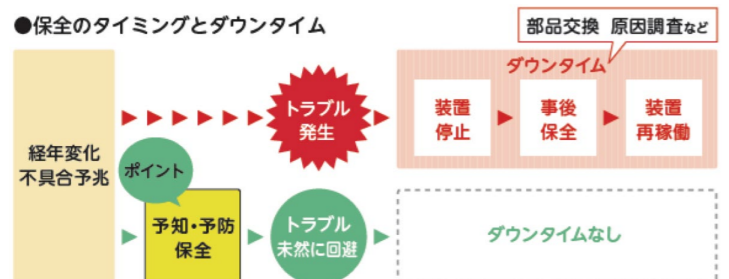 ●保全のタイミングとダウンタイム
部品交換 原因調査など
ダウンタイム
トラブル
発生
装置
停止
事後
保全
装置
再稼働
経年変化
不具合予兆
ポイント
予知・予防
保全
トラブル
未然に回避
ダウンタイムなし